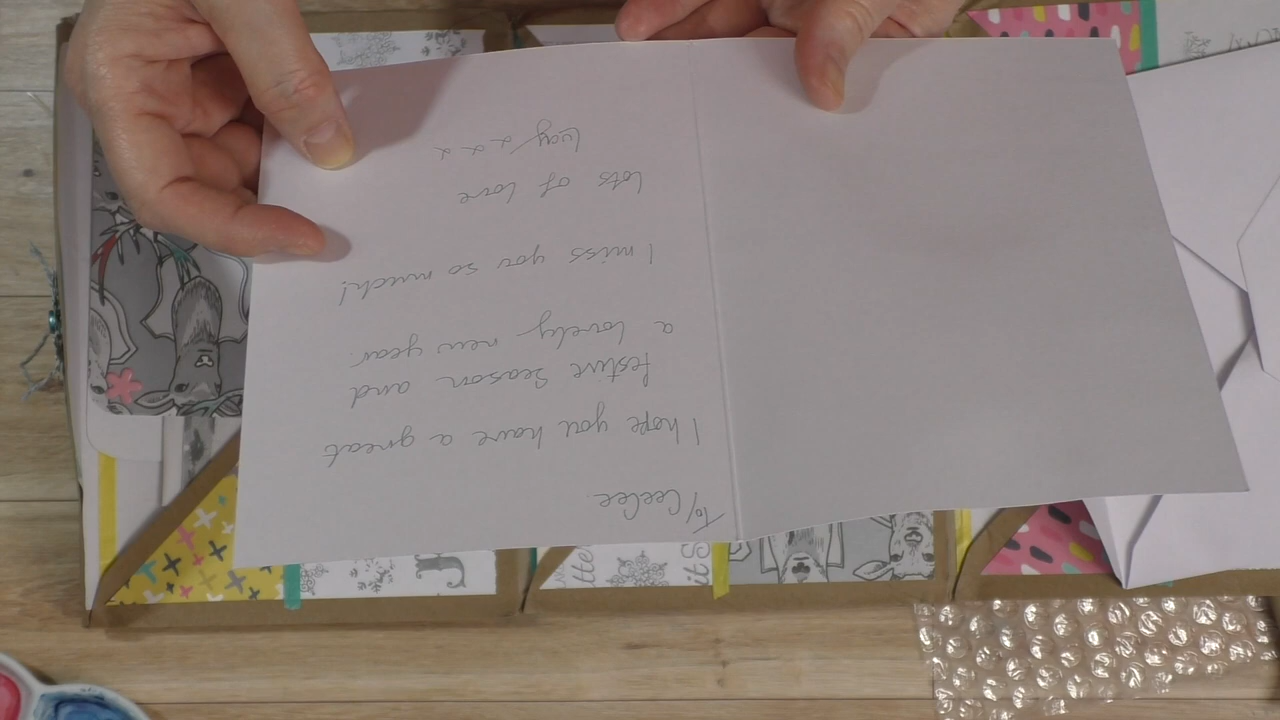 To/ CeeCee.
I hope you have a great
festive season and
a lovely new year.
I miss you so much!
lots of love
Lucy x x x